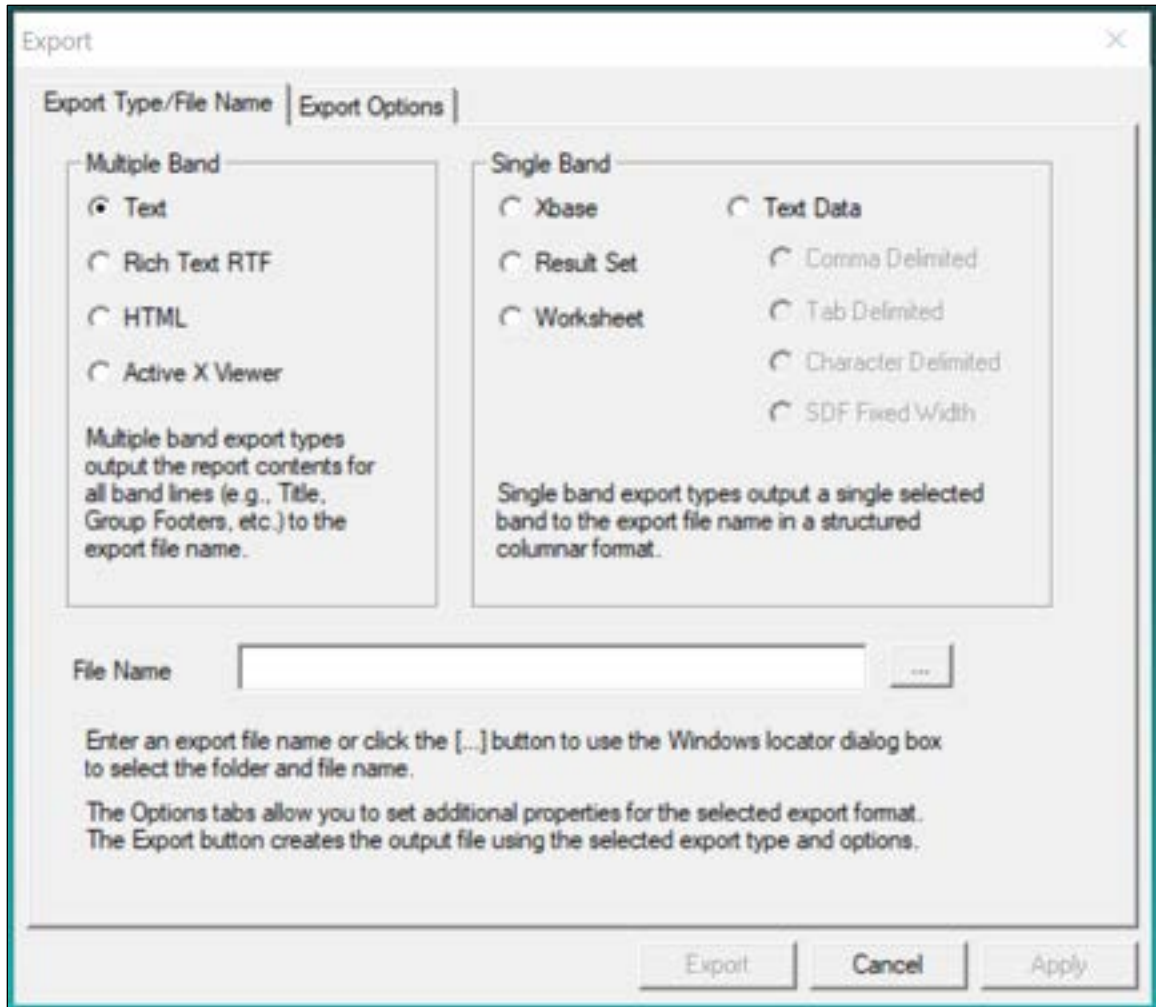 Export
Export Type/File Name
Export Options
Multiple Band
Text
Rich Text RTF
HTML
Active X Viewer
Multiple band export types
output the report contents for
all band lines (e.g., Title,
Group Footers, etc.) to the
export file name.
Single Band
Xbase
Result Set
Worksheet
Text Data
Comma Delimited
Tab Delimited
Character Delimited
SDF Fixed Width
Single band export types output a single selected
band to the export file name in a structured
columnar format.
File Name
...
Enter an export file name or click the [...] button to use the Windows locator dialog box
to select the folder and file name.
The Options tabs allow you to set additional properties for the selected export format.
The Export button creates the output file using the selected export type and options.
Export
Cancel
Apply